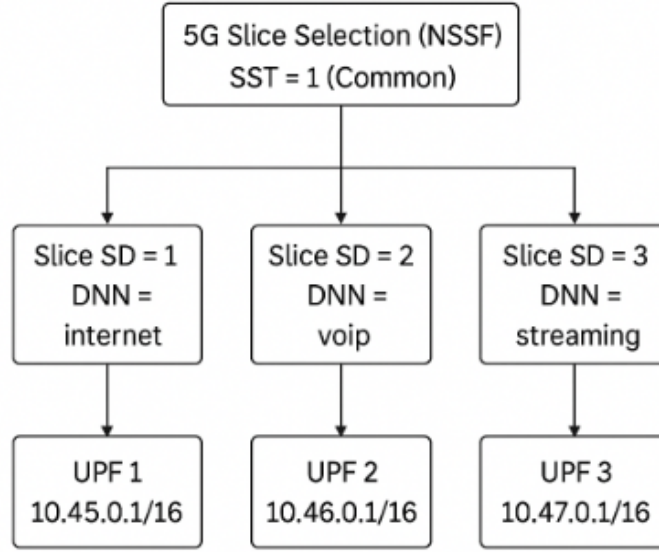 5G Slice Selection (NSSF)
SST = 1 (Common)
Slice SD = 1
DNN =
internet
Slice SD = 2
DNN =
voip
Slice SD = 3
DNN =
streaming
UPF 1
10.45.0.1/16
UPF 2
10.46.0.1/16
UPF 3
10.47.0.1/16